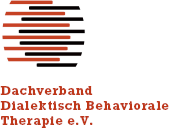 Dachverband
Dialektisch Behaviorale
Therapie e.V.